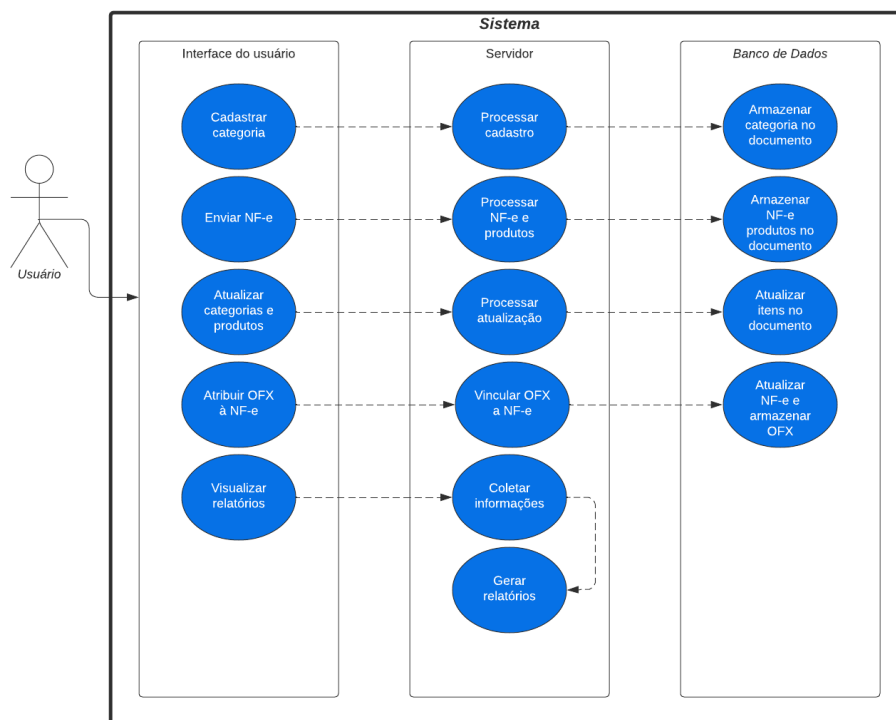 Sistema
Interface do usuário
Servidor
Banco de Dados
Cadastrar
categoria
Processar
cadastro
Armazenar
categoria no
documento
Enviar NF-e
Processar
NF-e e
produtos
Arnazenar
NF-e
produtos no
documento
Usuário
Atualizar
categorias e
produtos
Processar
atualização
Atualizar
itens no
documento
Atribuir OFX
à NF-e
Vincular OFX
a NF-e
Atualizar
NF-e e
armazenar
OFX
Visualizar
relatórios
Coletar
informações
Gerar
relatórios